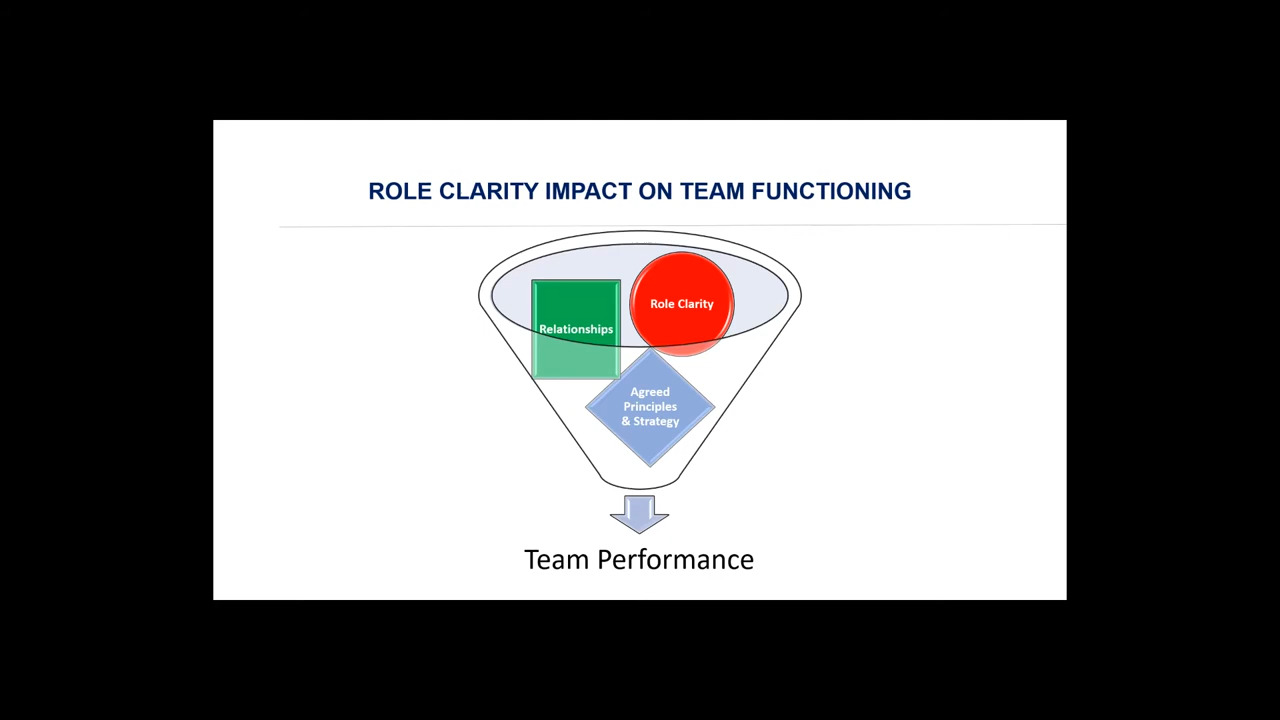 ROLE CLARITY IMPACT ON TEAM FUNCTIONING
Role Clarity
Relationships
Agreed
Principles
& Strategy
Team Performance